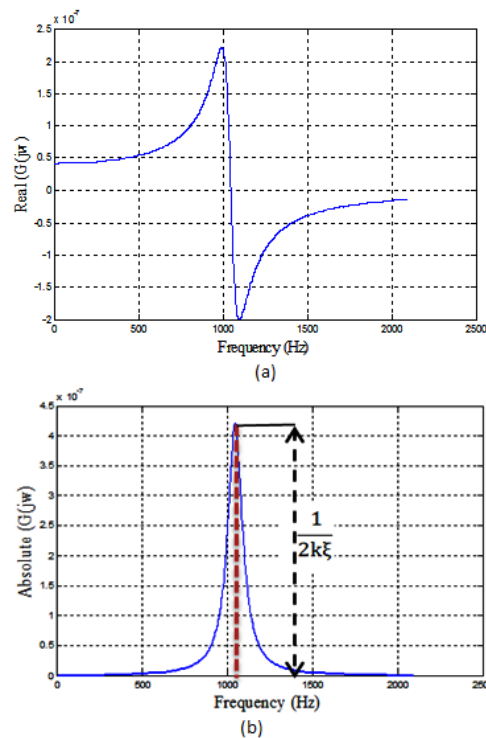 x 10^-7
2.5
2
1.5
1
0.5
0
-0.5
-1
-1.5
-2
Real (G(jw)
0 500 1000 1500 2000 2500
Frequency (Hz)
(a)
x 10^-7
4.5
4
3.5
3
2.5
2
1.5
1
0.5
0
Absolute (G(jw)
1
2kξ
0 500 1000 1500 2000 2500
Frequency (Hz)
(b)